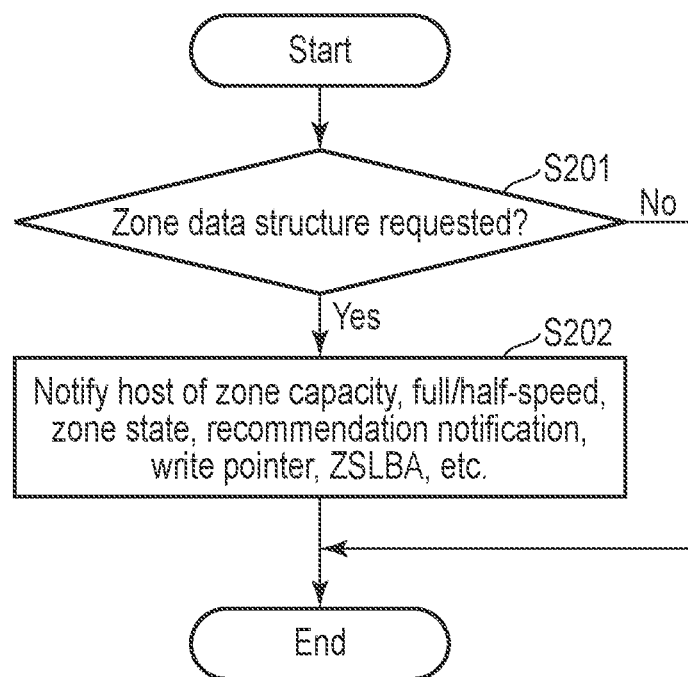 Start
S201
Zone data structure requested?
No
Yes
S202
Notify host of zone capacity, full/half-speed,
zone state, recommendation notification,
write pointer, ZSLBA, etc.
End